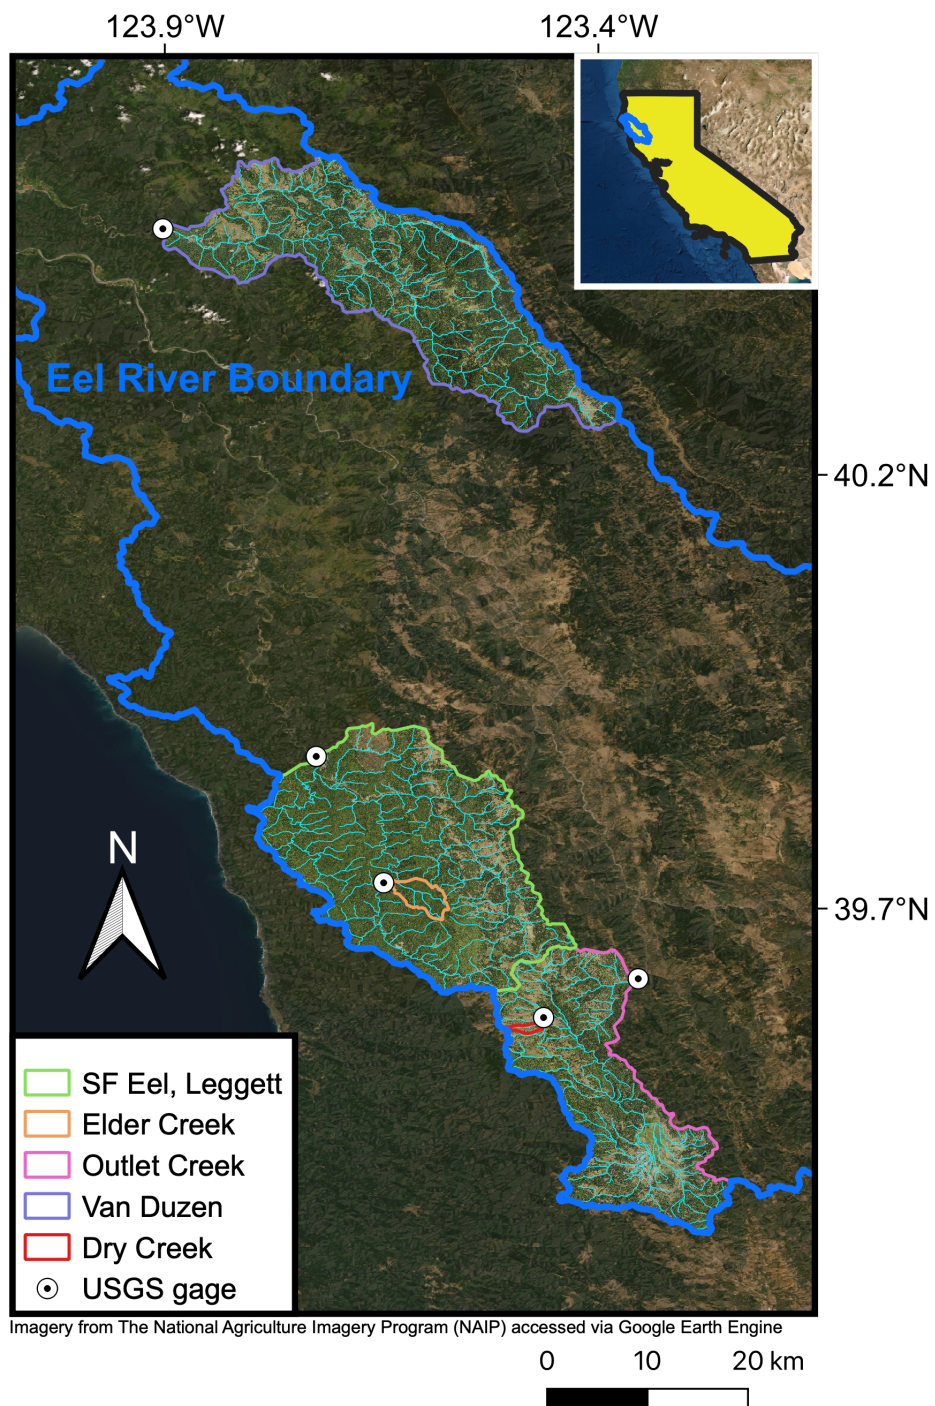 123.9°W
123.4°W
Eel River Boundary
40.2°N
39.7°N
N
SF Eel, Leggett
Elder Creek
Outlet Creek
Van Duzen
Dry Creek
USGS gage
Imagery from The National Agriculture Imagery Program (NAIP) accessed via Google Earth Engine
0 10 20 km